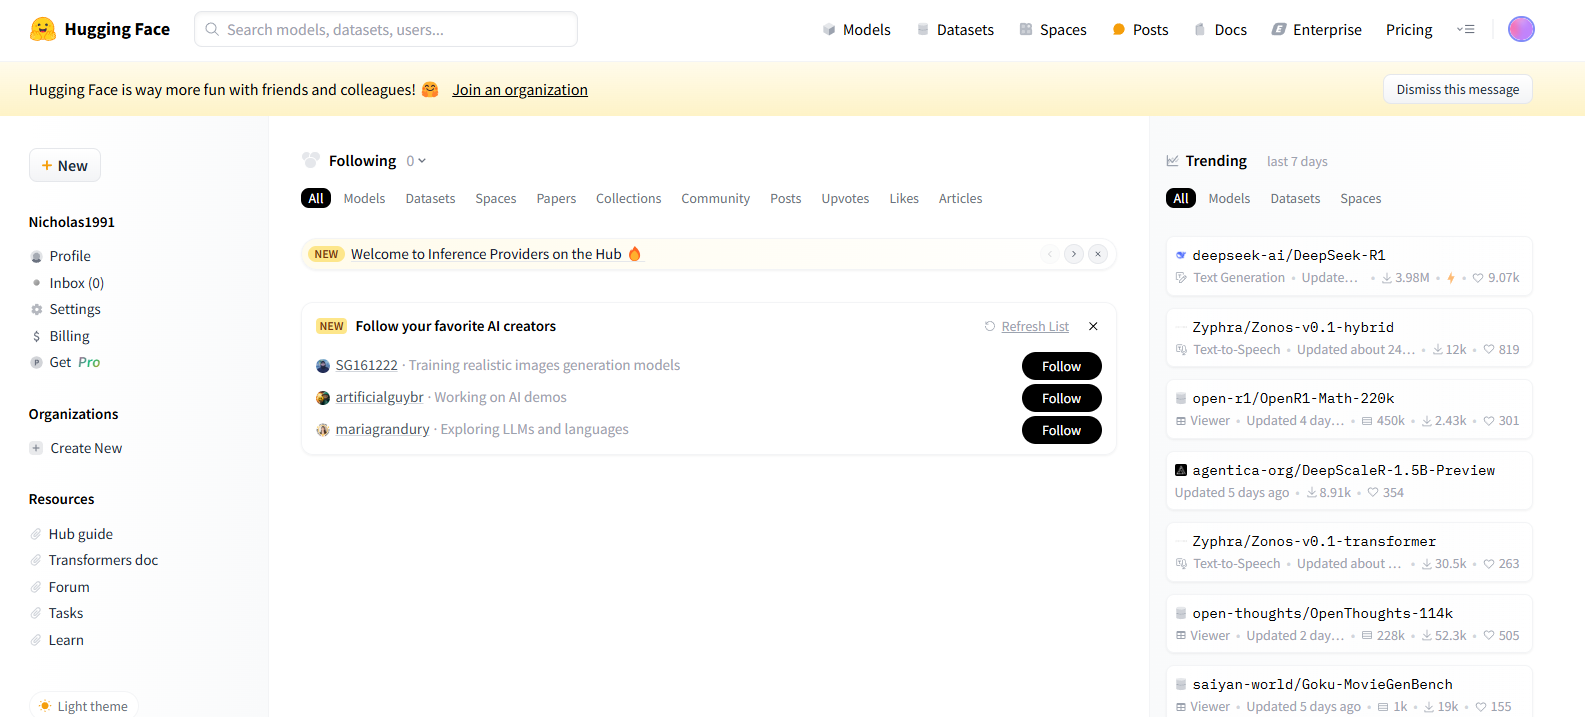 Hugging Face
Search models, datasets, users...
Models
Datasets
Spaces
Posts
Docs
Enterprise
Pricing
Hugging Face is way more fun with friends and colleagues! 🤗 Join an organization
Dismiss this message
+ New
Nicholas1991
Profile
Inbox (0)
Settings
$ Billing
P Get Pro
Organizations
+ Create New
Resources
Hub guide
Transformers doc
Forum
Tasks
Learn
Light theme
Following 0
All Models Datasets Spaces Papers Collections Community Posts Upvotes Likes Articles
NEW Welcome to Inference Providers on the Hub 🔥
NEW Follow your favorite AI creators
Refresh List
SG161222 · Training realistic images generation models
Follow
artificialguybr · Working on AI demos
Follow
mariagrandury · Exploring LLMs and languages
Follow
Trending last 7 days
All Models Datasets Spaces
deepseek-ai/DeepSeek-R1
Text Generation • Update... • 3.98M • ⚡ • 9.07k
Zyphra/Zonos-v0.1-hybrid
Text-to-Speech • Updated about 24... • 12k • 819
open-r1/OpenR1-Math-220k
Viewer • Updated 4 day... • 450k • 2.43k • 301
agentica-org/DeepScaleR-1.5B-Preview
Updated 5 days ago • 8.91k • 354
Zyphra/Zonos-v0.1-transformer
Text-to-Speech • Updated about ... • 30.5k • 263
open-thoughts/OpenThoughts-114k
Viewer • Updated 2 day... • 228k • 52.3k • 505
saiyan-world/Goku-MovieGenBench
Viewer • Updated 5 days ago • 1k • 19k • 155